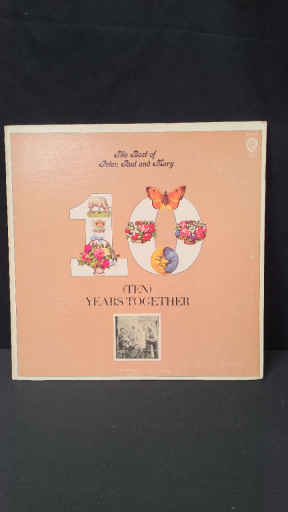 The Best of
Peter, Paul and Mary
10
(TEN)
YEARS TOGETHER